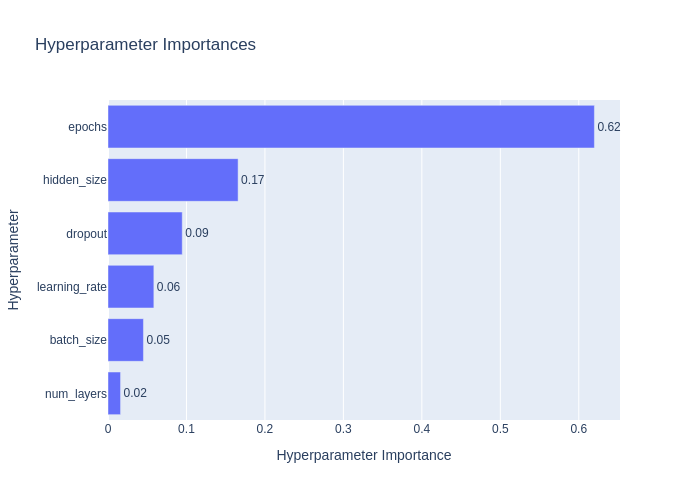 Hyperparameter Importances
Hyperparameter
epochs
0.62
hidden_size
0.17
dropout
0.09
learning_rate
0.06
batch_size
0.05
num_layers
0.02
0
0.1
0.2
0.3
0.4
0.5
0.6
Hyperparameter Importance